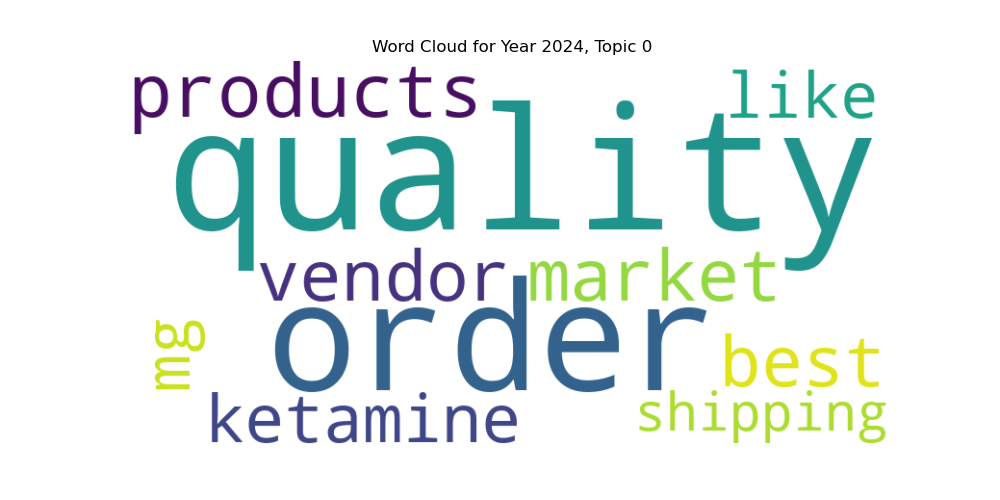 Word Cloud for Year 2024, Topic 0
products
like
quality
vendor
market
order
mg
best
ketamine
shipping